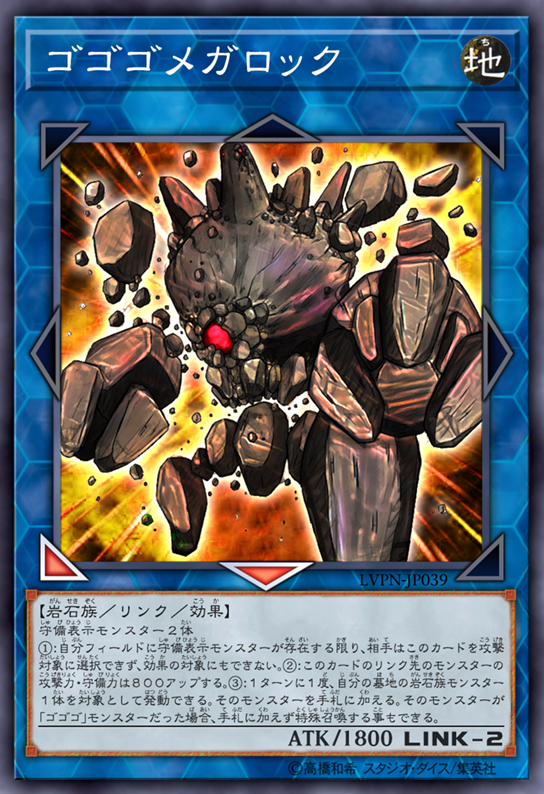 ゴゴゴメガロック
地
LVPN-JP039
【岩石族／リンク／効果】
守備表示モンスター２体
①:自分フィールドに守備表示モンスターが存在する限り、相手はこのカードを攻撃
対象に選択できず、効果の対象にもできない。②:このカードのリンク先のモンスターの
攻撃力・守備力は８００アップする。③:１ターンに１度、自分の墓地の岩石族モンスター
１体を対象として発動できる。そのモンスターを手札に加える。そのモンスターが
「ゴゴゴ」モンスターだった場合、手札に加えず特殊召喚する事もできる。
ATK/1800 LINK-2
©高橋和希 スタジオ・ダイス/集英社